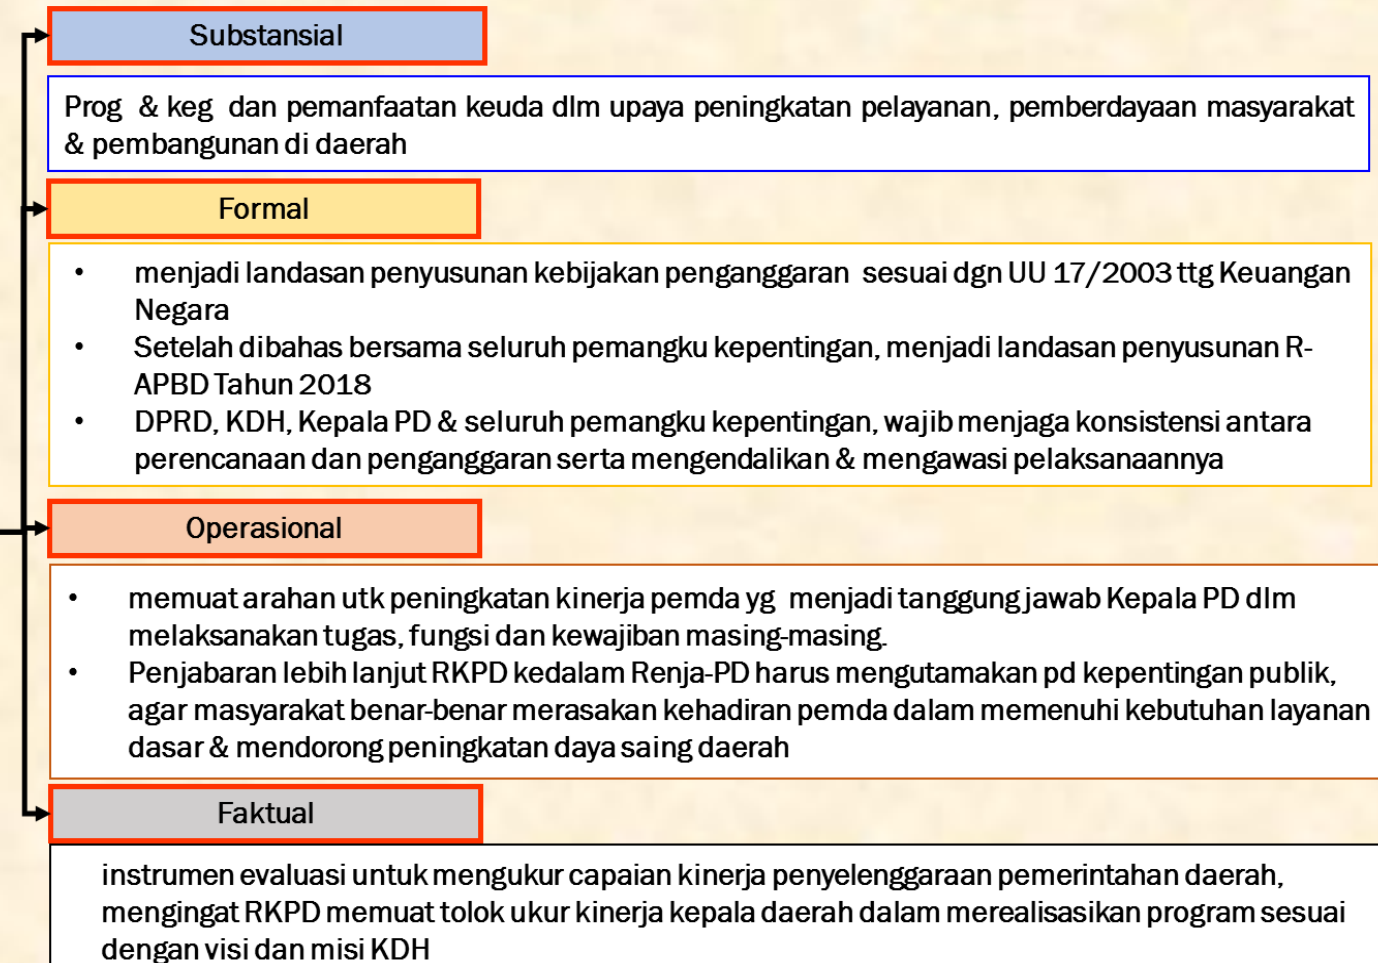 Substansial
Prog & keg dan pemanfaatan keuda dlm upaya peningkatan pelayanan, pemberdayaan masyarakat
& pembangunan di daerah
Formal
• menjadi landasan penyusunan kebijakan penganggaran sesuai dgn UU 17/2003 ttg Keuangan
Negara
• Setelah dibahas bersama seluruh pemangku kepentingan, menjadi landasan penyusunan R-
APBD Tahun 2018
• DPRD, KDH, Kepala PD & seluruh pemangku kepentingan, wajib menjaga konsistensi antara
perencanaan dan penganggaran serta mengendalikan & mengawasi pelaksanaannya
Operasional
• memuat arahan utk peningkatan kinerja pemda yg menjadi tanggung jawab Kepala PD dlm
melaksanakan tugas, fungsi dan kewajiban masing-masing.
• Penjabaran lebih lanjut RKPD kedalam Renja-PD harus mengutamakan pd kepentingan publik,
agar masyarakat benar-benar merasakan kehadiran pemda dalam memenuhi kebutuhan layanan
dasar & mendorong peningkatan daya saing daerah
Faktual
instrumen evaluasi untuk mengukur capaian kinerja penyelenggaraan pemerintahan daerah,
mengingat RKPD memuat tolok ukur kinerja kepala daerah dalam merealisasikan program sesuai
dengan visi dan misi KDH